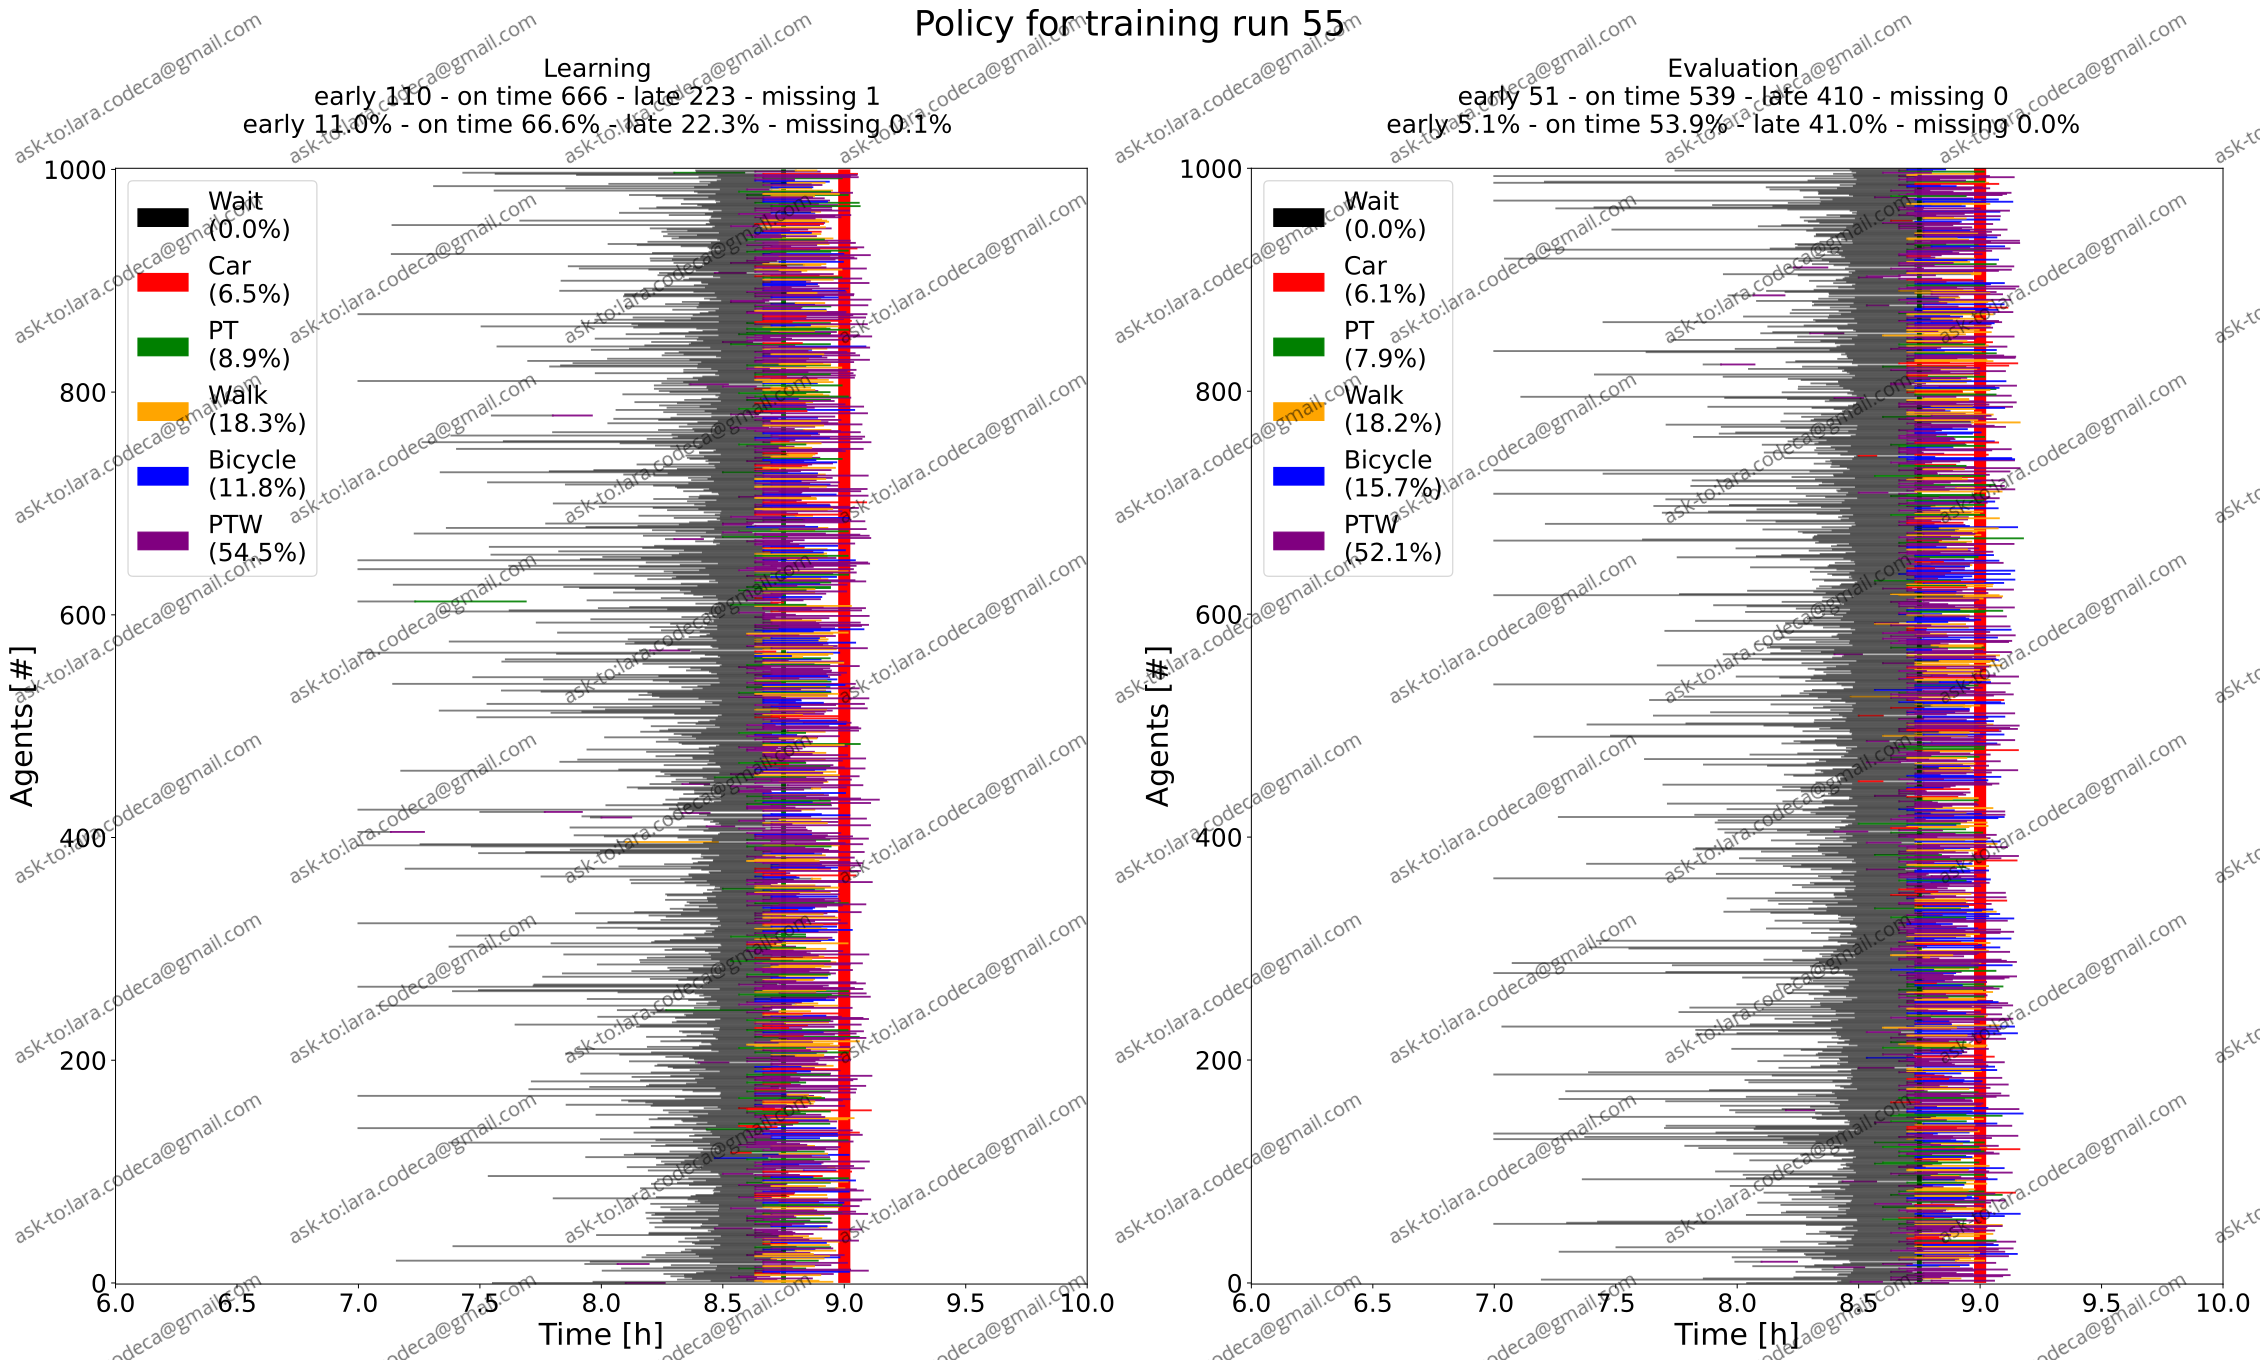 Policy for training run 55
Learning
early 110 - on time 666 - late 223 - missing 1
early 11.0% - on time 66.6% - late 22.3% - missing 0.1%
Evaluation
early 51 - on time 539 - late 410 - missing 0
early 5.1% - on time 53.9% - late 41.0% - missing 0.0%
Agents [#]
1000
800
600
400
200
0
Wait
(0.0%)
Car
(6.5%)
PT
(8.9%)
Walk
(18.3%)
Bicycle
(11.8%)
PTW
(54.5%)
6.0 6.5 7.0 7.5 8.0 8.5 9.0 9.5 10.0
Time [h]
Agents [#]
1000
800
600
400
200
0
Wait
(0.0%)
Car
(6.1%)
PT
(7.9%)
Walk
(18.2%)
Bicycle
(15.7%)
PTW
(52.1%)
6.0 6.5 7.0 7.5 8.0 8.5 9.0 9.5 10.0
Time [h]
ask-to:lara.codeca@gmail.com